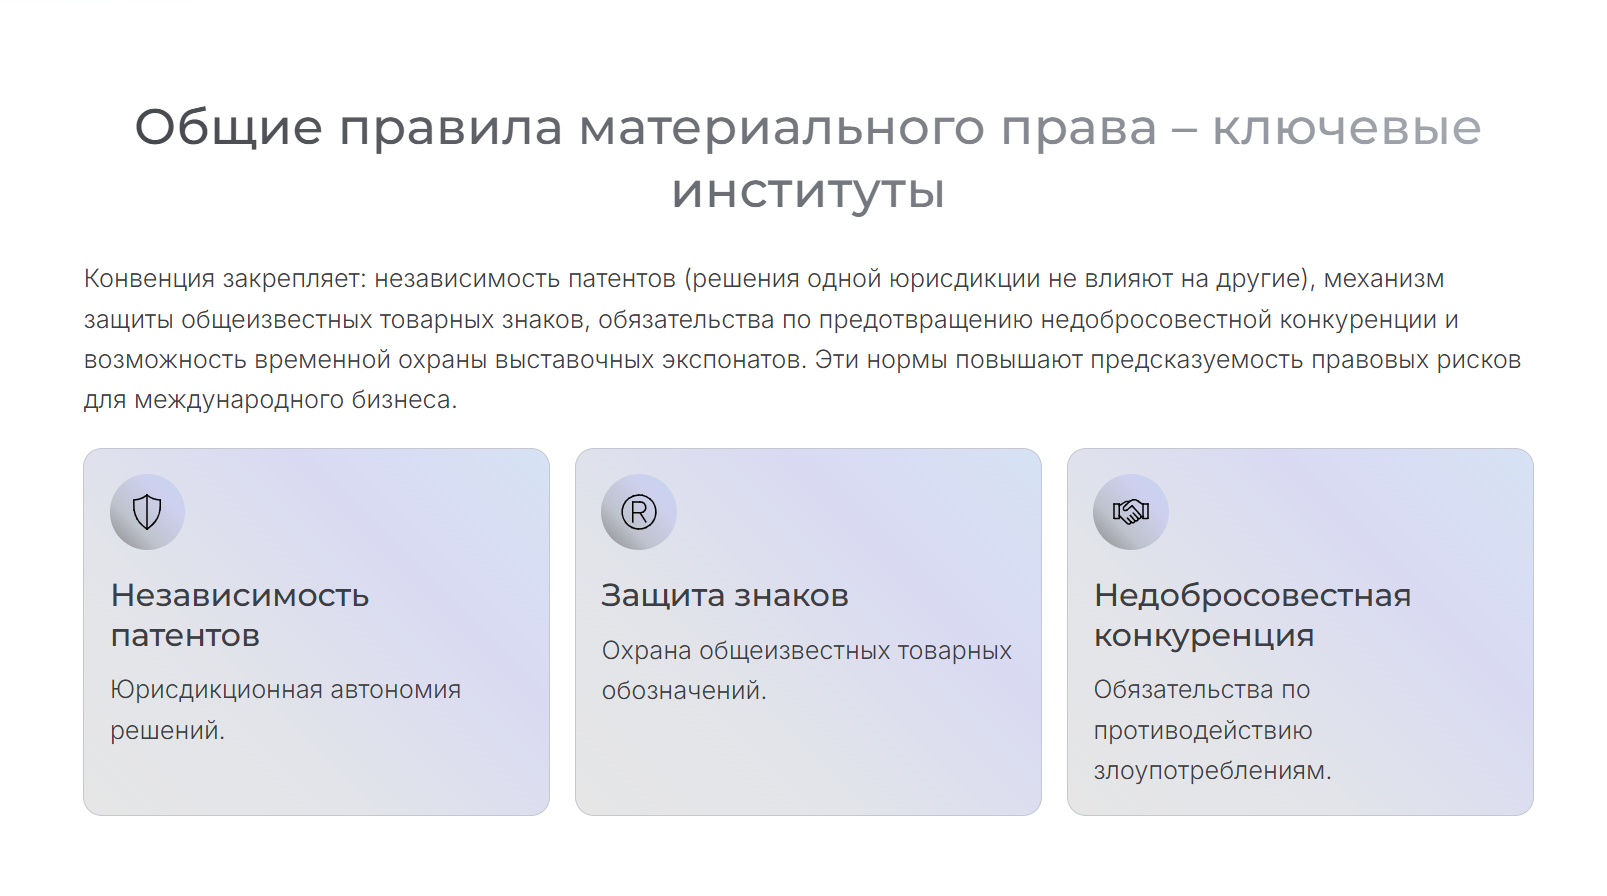 Общие правила материального права – ключевые
институты
Конвенция закрепляет: независимость патентов (решения одной юрисдикции не влияют на другие), механизм
защиты общеизвестных товарных знаков, обязательства по предотвращению недобросовестной конкуренции и
возможность временной охраны выставочных экспонатов. Эти нормы повышают предсказуемость правовых рисков
для международного бизнеса.
Независимость
патентов
Юрисдикционная автономия
решений.
R
Защита знаков
Охрана общеизвестных товарных
обозначений.
Недобросовестная
конкуренция
Обязательства по
противодействию
злоупотреблениям.